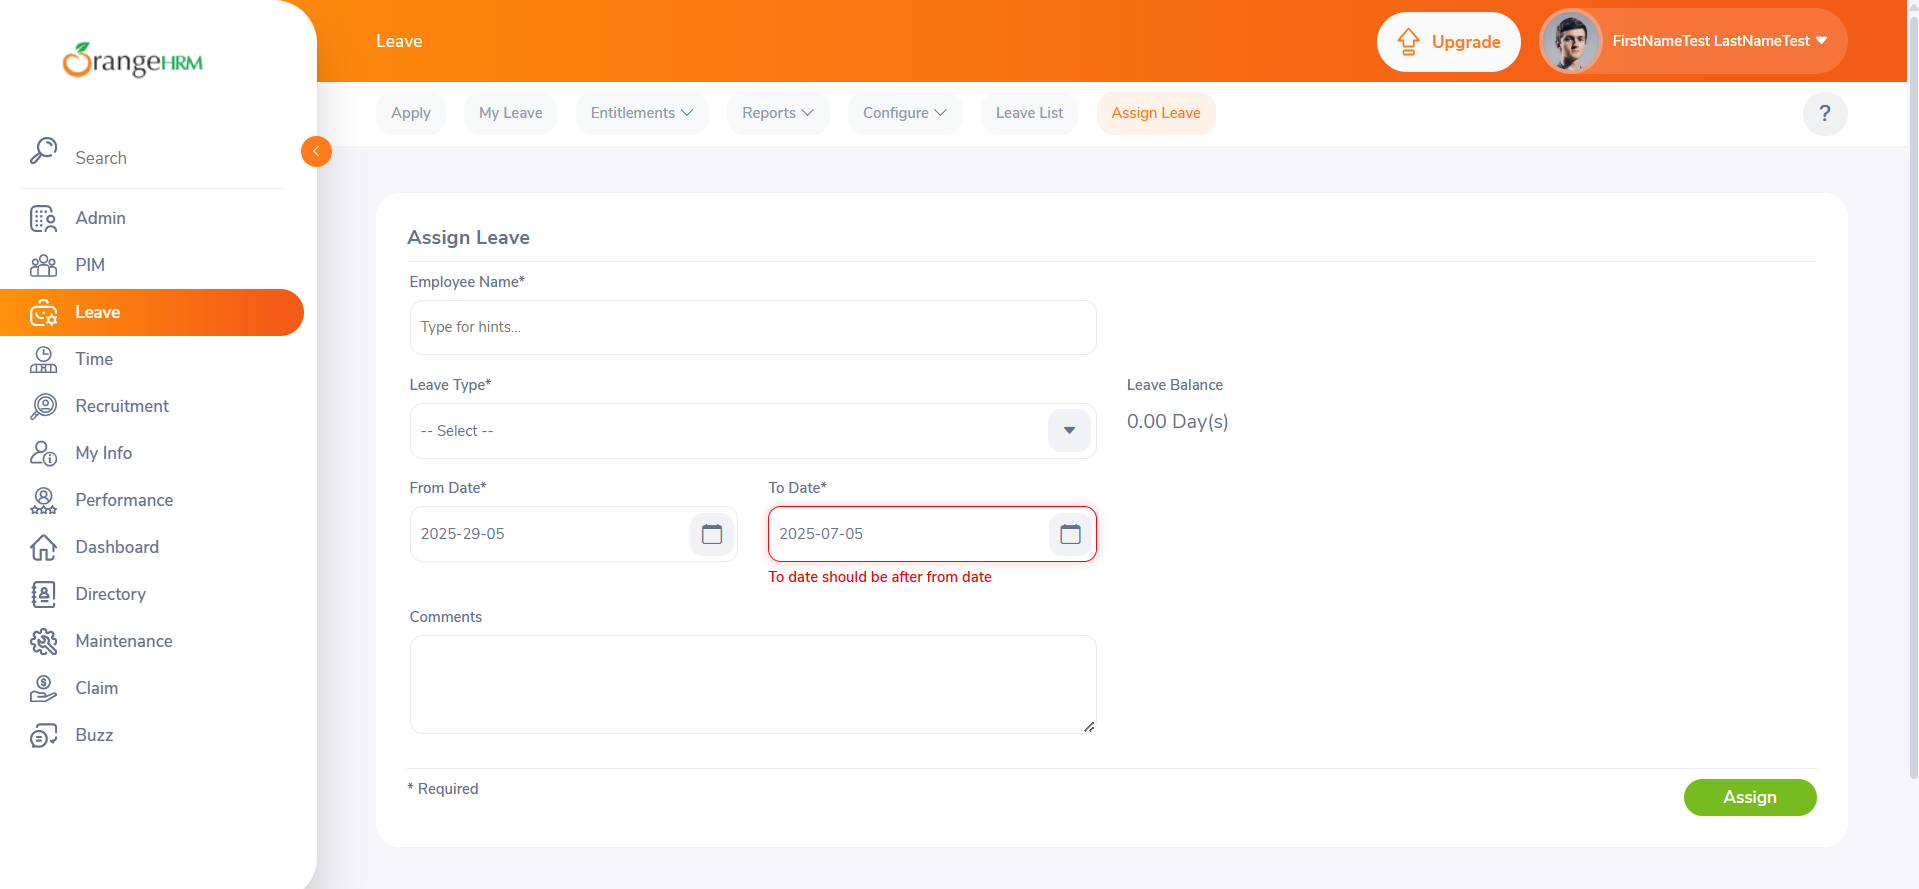 OrangeHRM
Leave
Upgrade
FirstNameTest LastNameTest
Apply
My Leave
Entitlements
Reports
Configure
Leave List
Assign Leave
?
Search
Admin
PIM
Leave
Time
Recruitment
My Info
Performance
Dashboard
Directory
Maintenance
Claim
Buzz
Assign Leave
Employee Name*
Type for hints...
Leave Type*
-- Select --
Leave Balance
0.00 Day(s)
From Date*
2025-29-05
To Date*
2025-07-05
To date should be after from date
Comments
* Required
Assign